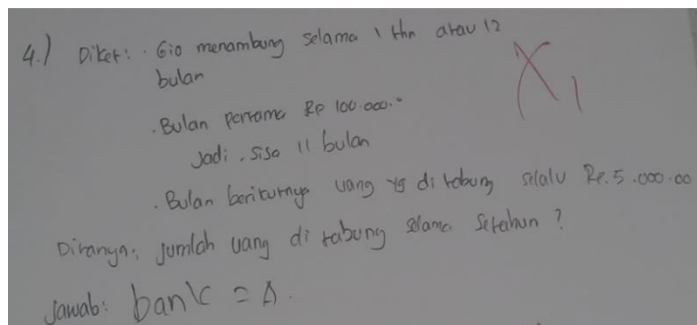 4.) Diket: · Gio menambung selama 1 thn atau 12
bulan
· Bulan pertama Rp 100.000.-
Jadi, sisa 11 bulan
· Bulan berikutnya uang yg di tabung selalu Rp. 5.000.00
Ditanya: jumlah uang di tabung selama setahun?
Jawab: bank = A.
X1